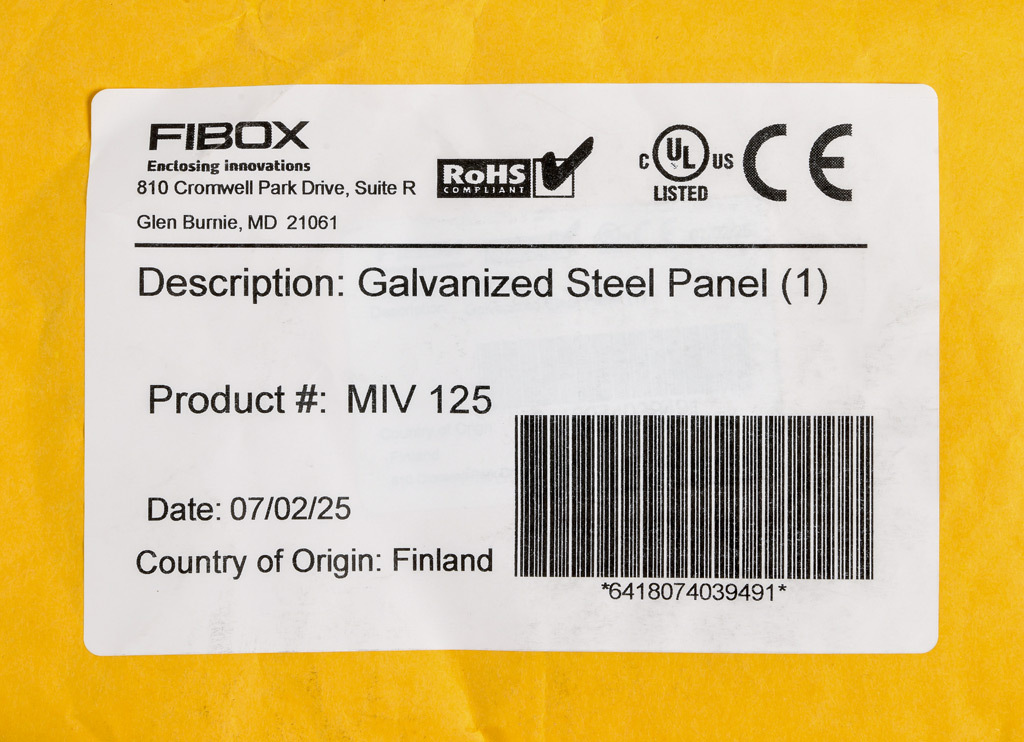 FIBOX
Enclosing innovations
810 Cromwell Park Drive, Suite R
Glen Burnie, MD 21061
RoHS
COMPLIANT
C UL US
LISTED
CE
Description: Galvanized Steel Panel (1)
Product #: MIV 125
Date: 07/02/25
Country of Origin: Finland
*6418074039491*